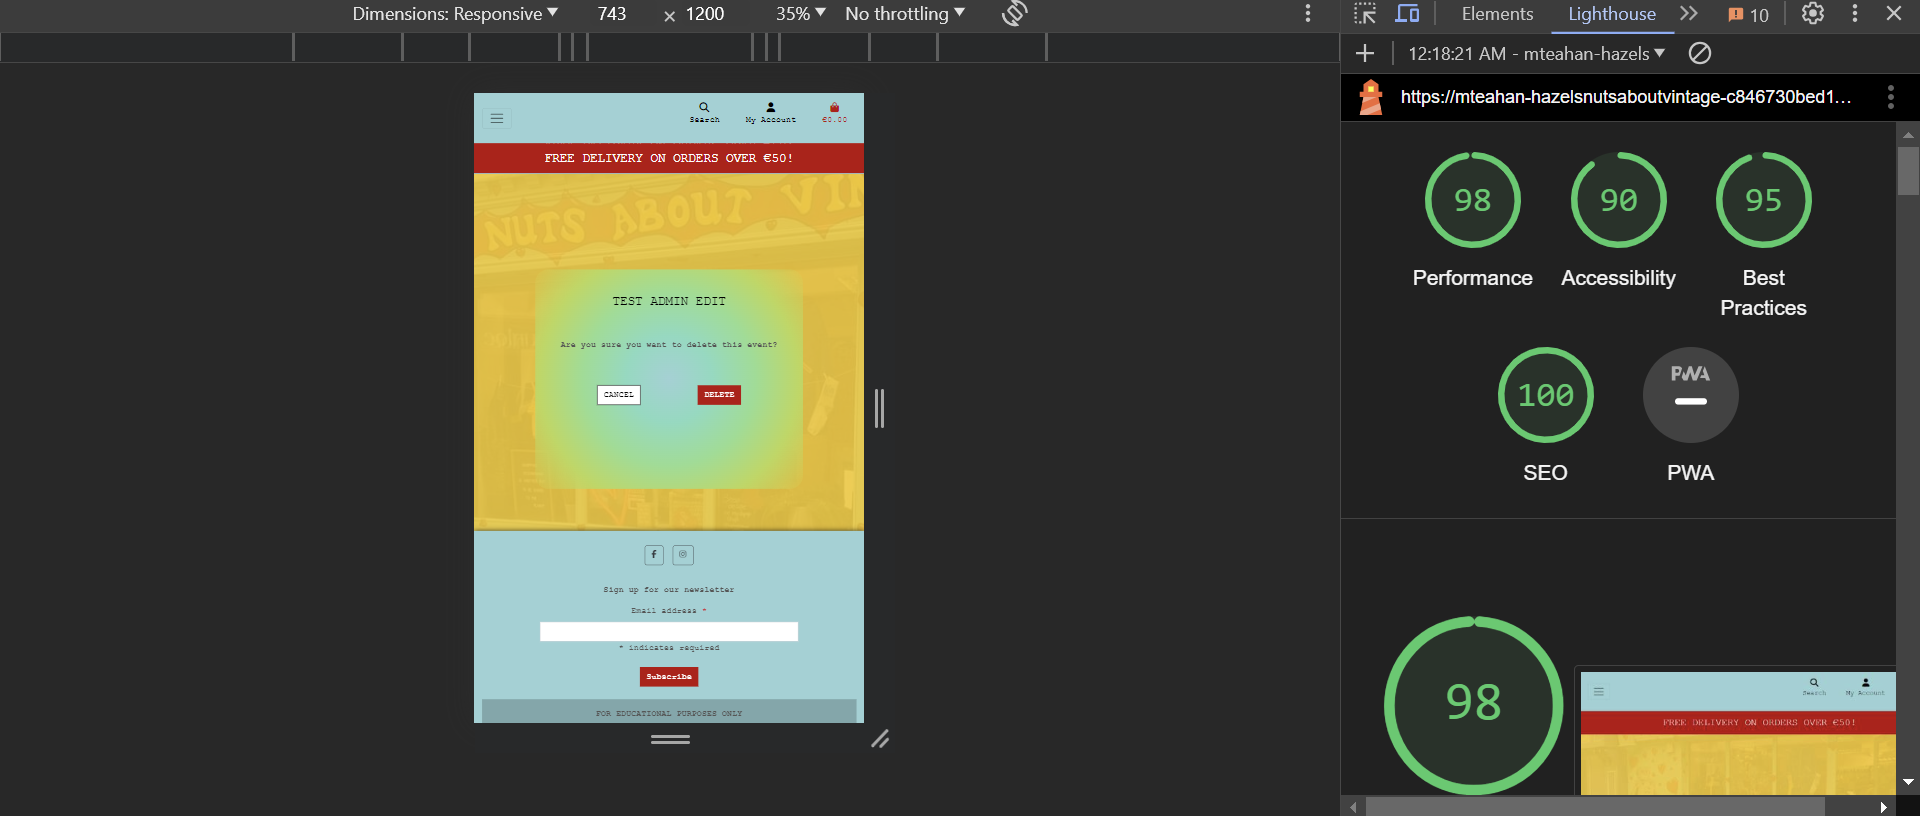 Dimensions: Responsive 743 × 1200 35% No throttling
Elements Lighthouse 10
12:18:21 AM - mteahan-hazels
https://mteahan-hazelsnutsaboutvintage-c846730bed1...
Search
My Account
€0.00
FREE DELIVERY ON ORDERS OVER €50!
NUTS ABOUT VIN
TEST ADMIN EDIT
Are you sure you want to delete this event?
CANCEL
DELETE
Sign up for our newsletter
Email address *
* indicates required
Subscribe
FOR EDUCATIONAL PURPOSES ONLY
98
Performance
90
Accessibility
95
Best
Practices
100
SEO
PWA
PWA
98
Search
My Account
FREE DELIVERY ON ORDERS OVER €50!